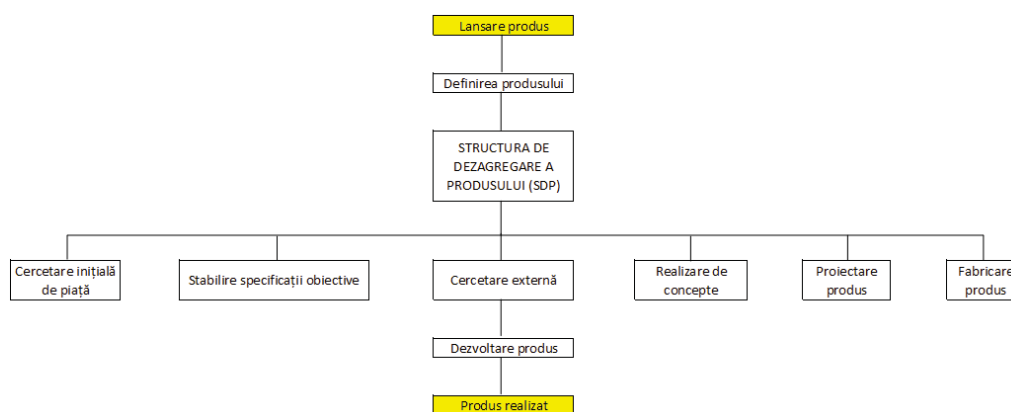 Lansare produs
Definirea produsului
STRUCTURA DE
DEZAGREGARE A
PRODUSULUI (SDP)
Cercetare inițială
de piață
Stabilire specificații obiective
Cercetare externă
Realizare de
concepte
Proiectare
produs
Fabricare
produs
Dezvoltare produs
Produs realizat